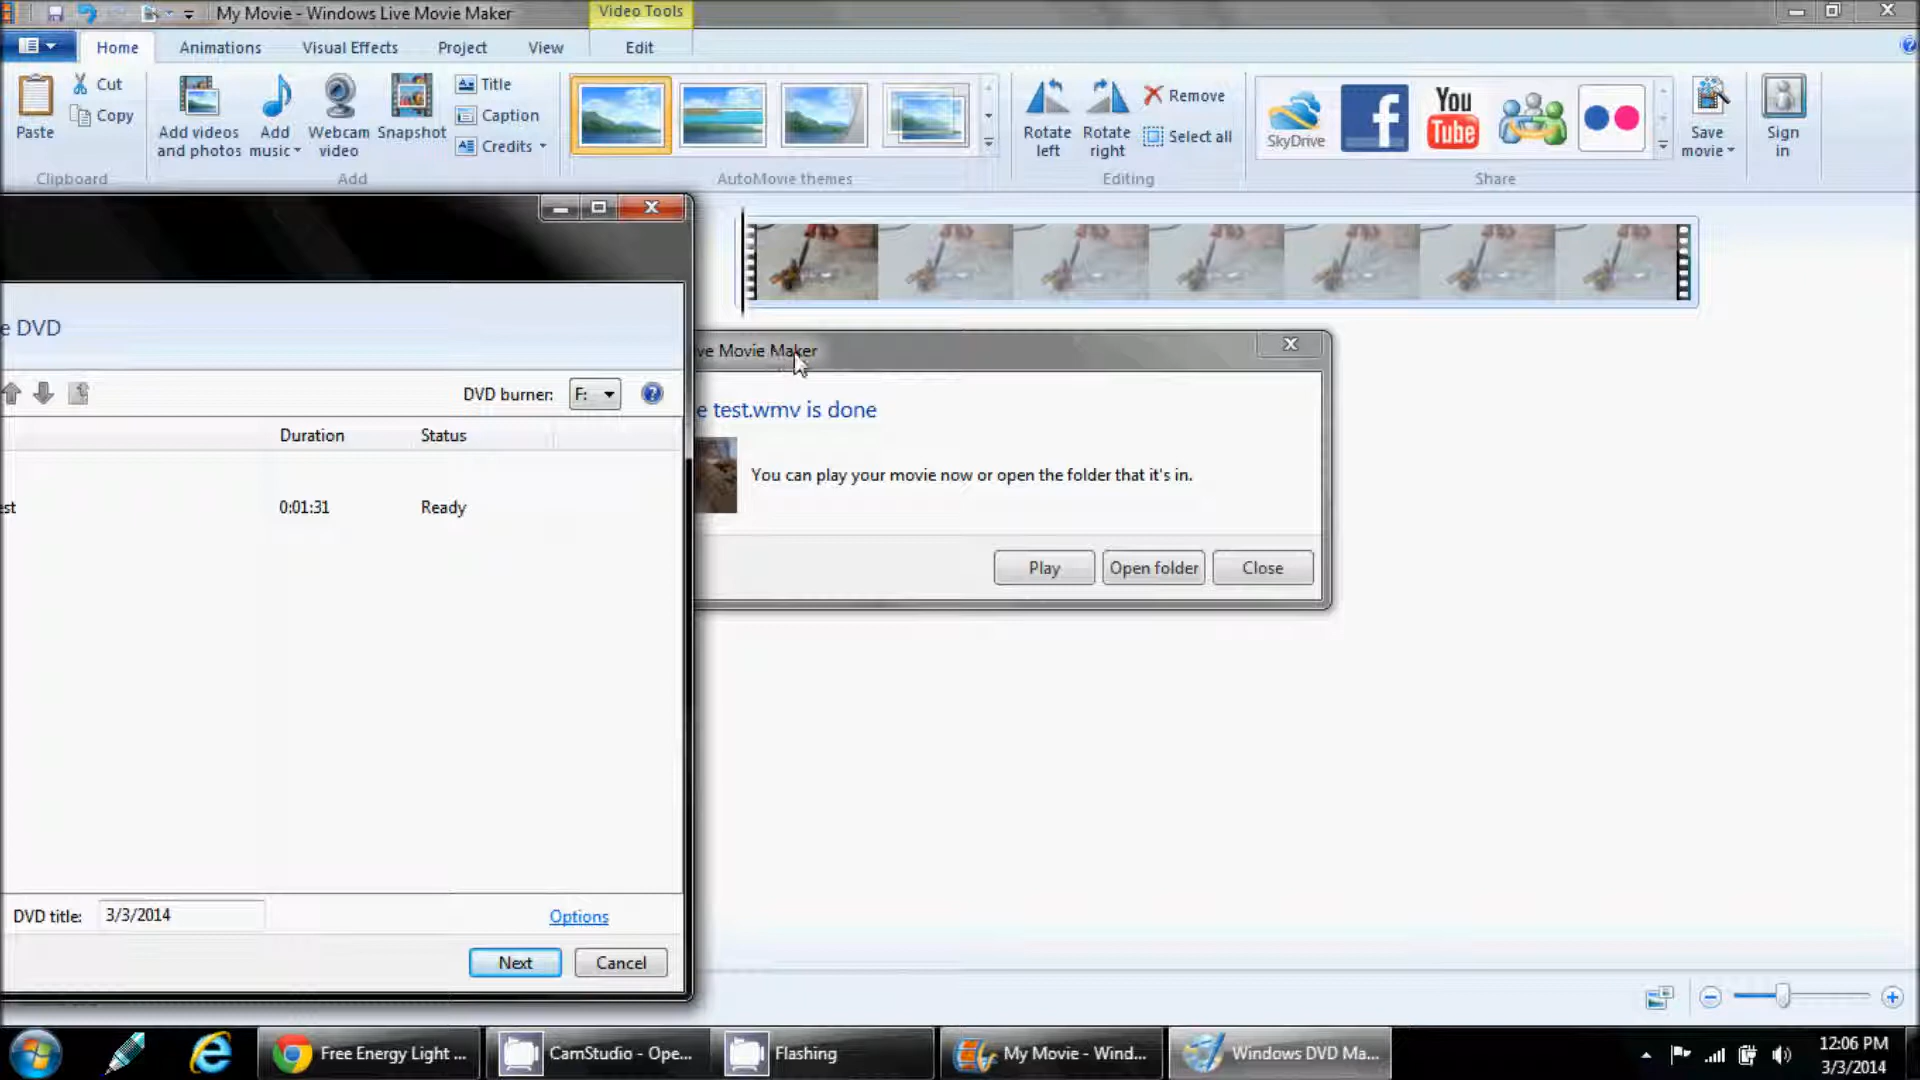 My Movie - Windows Live Movie Maker
Video Tools
Home
Animations
Visual Effects
Project
View
Edit
Paste
Cut
Copy
Clipboard
Add videos
and photos
Add
music
Webcam
video
Snapshot
Title
Caption
Credits
Add
AutoMovie themes
Rotate
left
Rotate
right
Remove
Select all
Editing
SkyDrive
f
You
Tube
Share
Save
movie
Sign
in
e DVD
DVD burner:
F:
Duration
Status
est
0:01:31
Ready
DVD title:
3/3/2014
Options
Next
Cancel
ve Movie Maker
e test.wmv is done
You can play your movie now or open the folder that it's in.
Play
Open folder
Close
Free Energy Light ...
CamStudio - Ope...
Flashing
My Movie - Wind...
Windows DVD Ma...
12:06 PM
3/3/2014